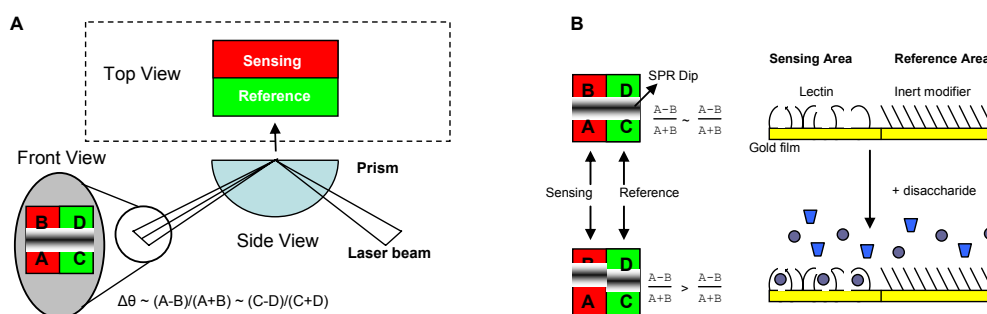 A
Top View
Sensing
Reference
Front View
B D
A C
Prism
Side View
Laser beam
Δθ ~ (A-B)/(A+B) ~ (C-D)/(C+D)
B
SPR Dip
B D
A C
A−B
A+B
~
A−B
A+B
Sensing
Reference
D
A C
A−B
A+B
>
A−B
A+B
Sensing Area
Reference Area
Lectin
Inert modifier
Gold film
+ disaccharide